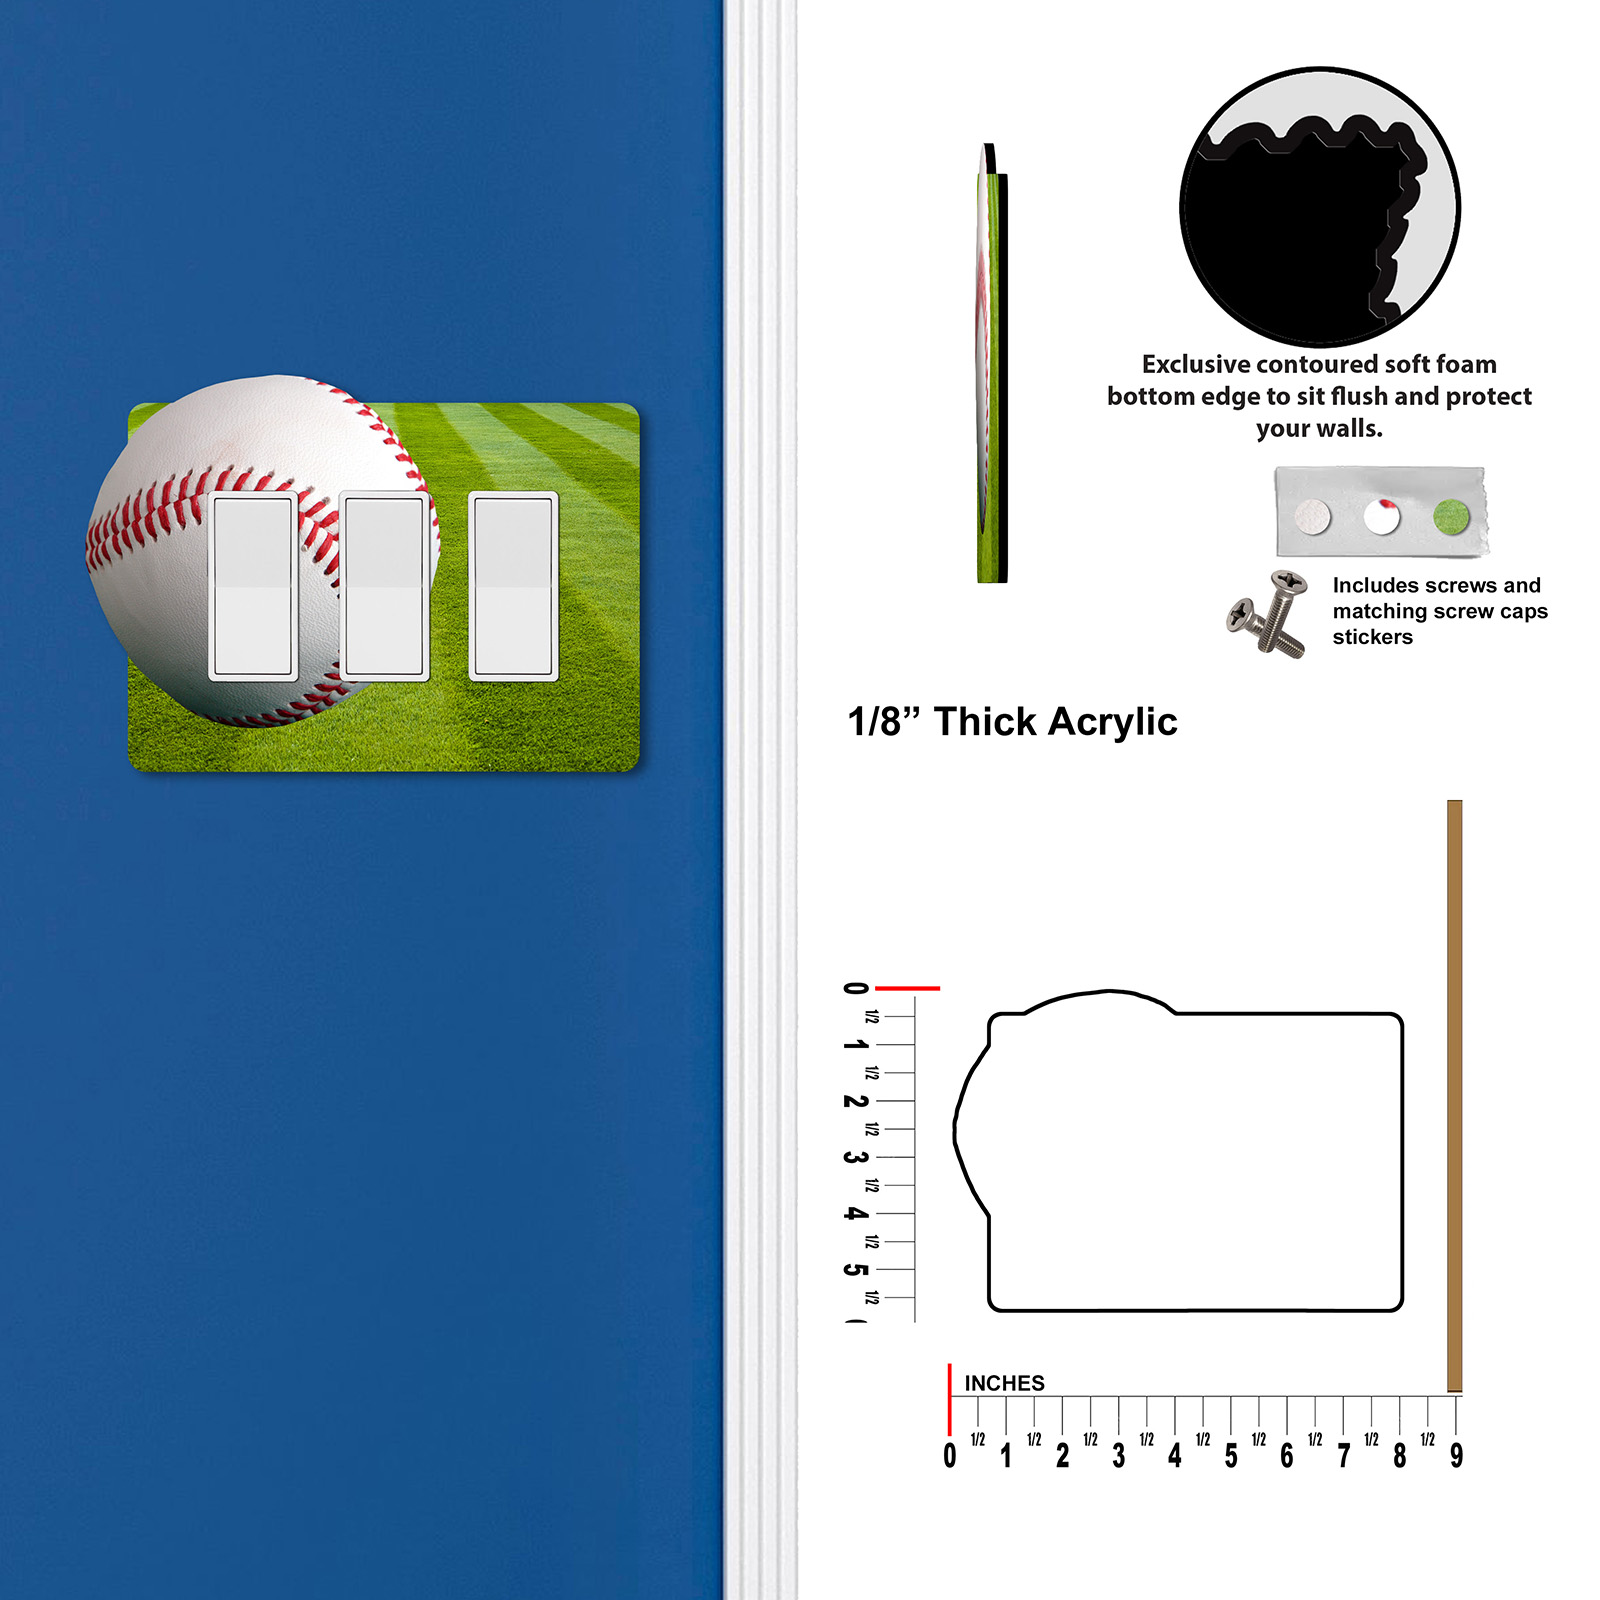 Exclusive contoured soft foam
bottom edge to sit flush and protect
your walls.
Includes screws and
matching screw caps
stickers
1/8” Thick Acrylic
0
1/2
1
1/2
2
1/2
3
1/2
4
1/2
5
1/2
INCHES
0 1/2 1 1/2 2 1/2 3 1/2 4 1/2 5 1/2 6 1/2 7 1/2 8 1/2 9